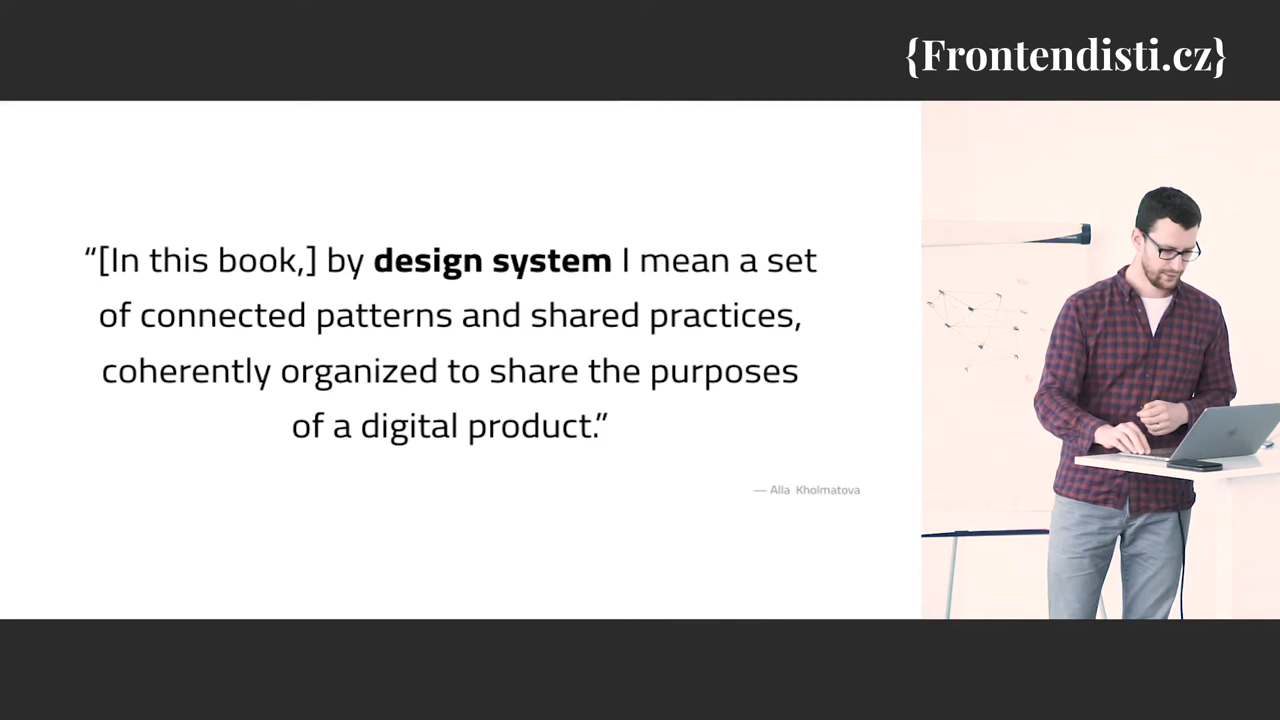 {Frontendisti.cz}
“[In this book,] by design system I mean a set
of connected patterns and shared practices,
coherently organized to share the purposes
of a digital product.”
— Alla Kholmatova